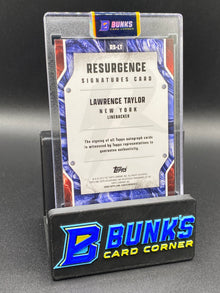 BUNKS
CARD CORNER
RS-LT
RESURGENCE
SIGNATURES CARD
LAWRENCE TAYLOR
NEW YORK
LINEBACKER
The signing of all Topps autograph cards is
witnessed by Topps representatives to
guarantee authenticity.
Topps
B BUNKS
CARD CORNER